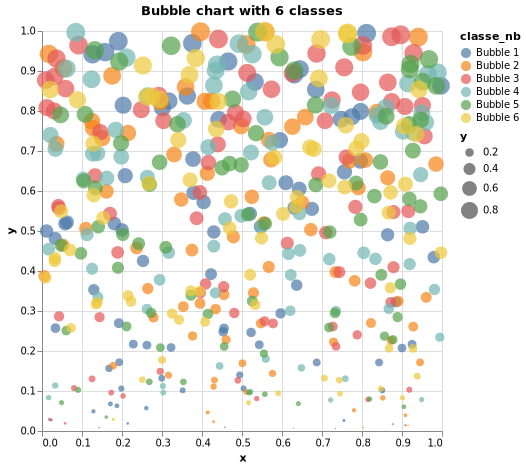 Bubble chart with 6 classes
1.0
0.9
0.8
0.7
0.6
0.5
0.4
0.3
0.2
0.1
0.0
y
0.0 0.1 0.2 0.3 0.4 0.5 0.6 0.7 0.8 0.9 1.0
x
classe_nb
Bubble 1
Bubble 2
Bubble 3
Bubble 4
Bubble 5
Bubble 6
y
0.2
0.4
0.6
0.8